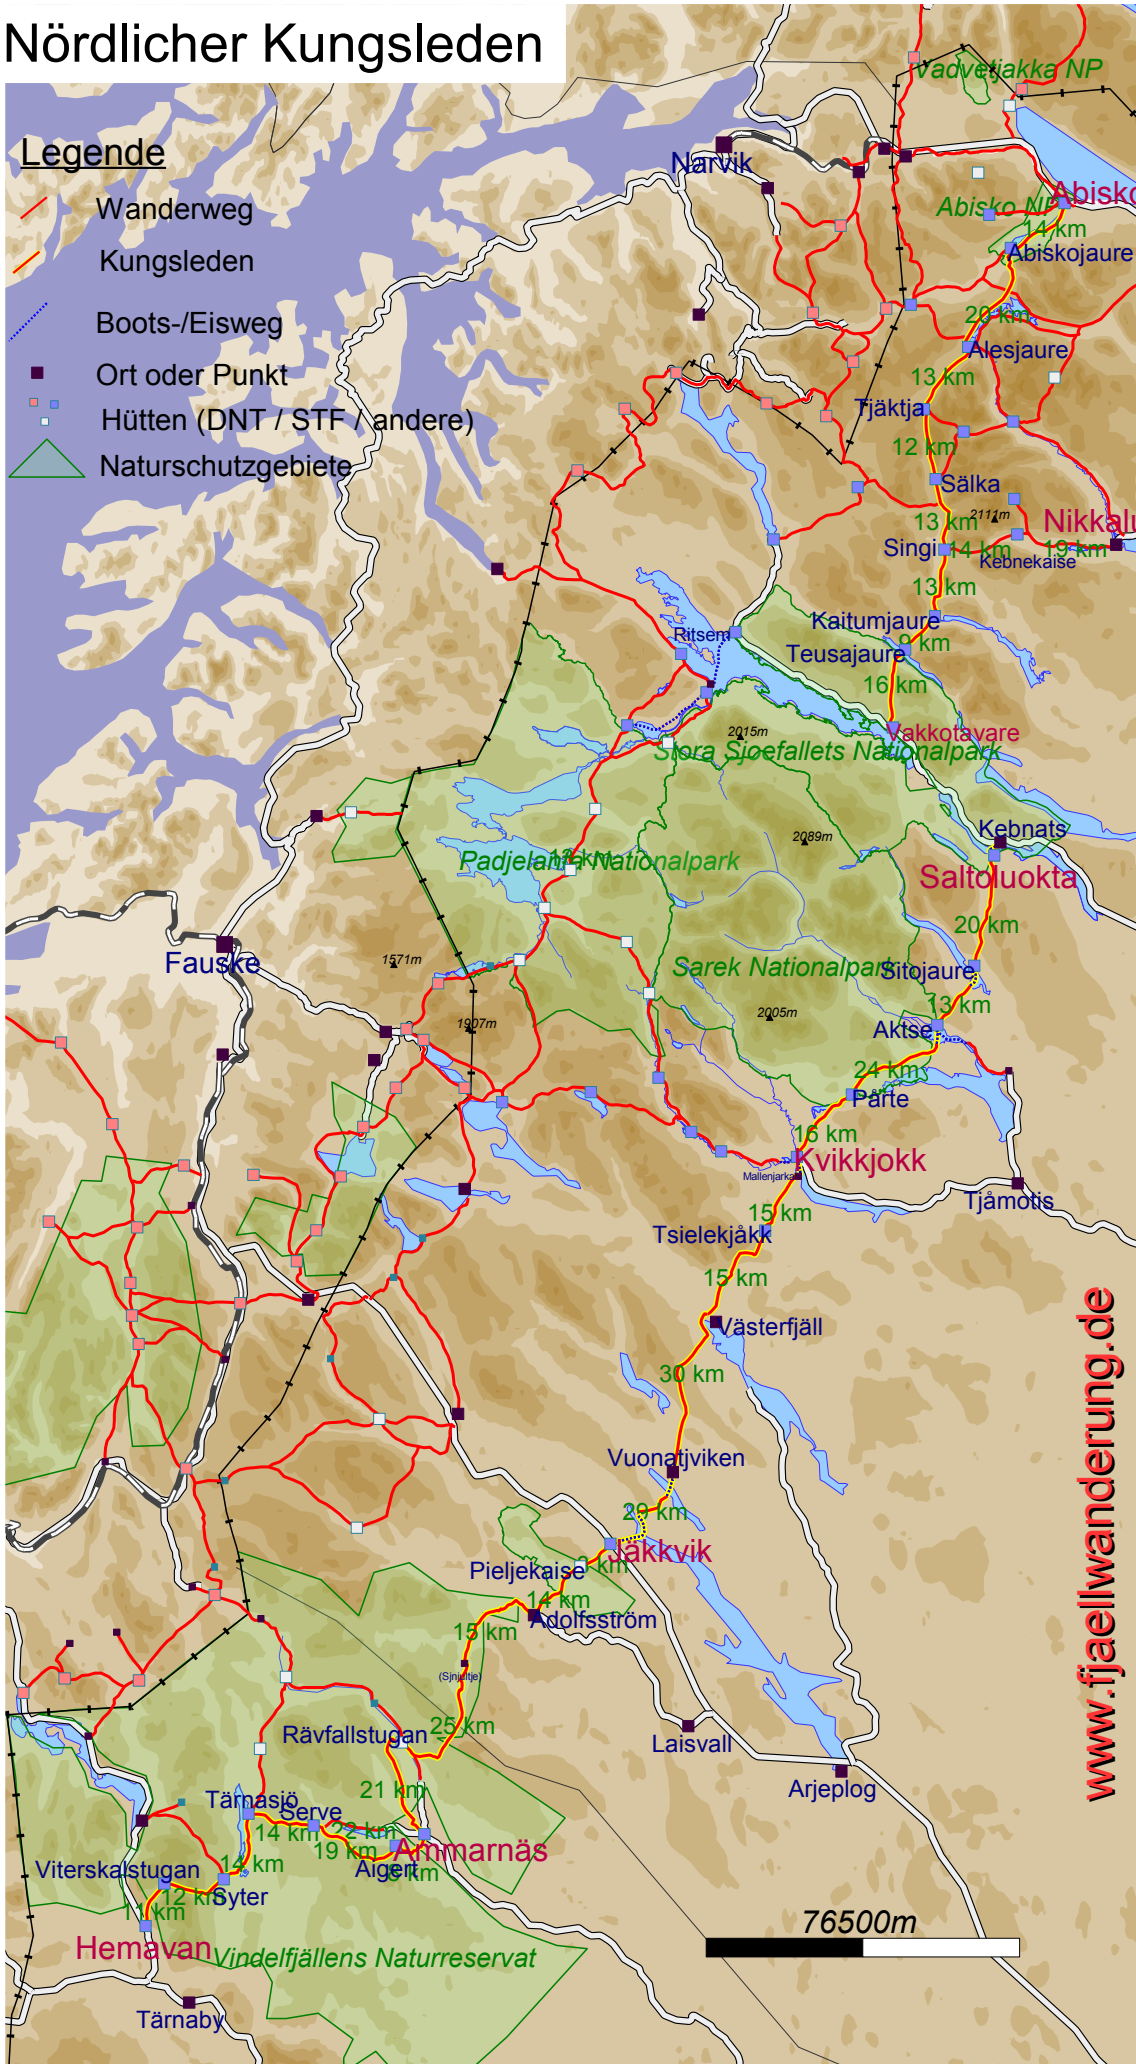 Nördlicher Kungsleden
Vadvetjakka NP
Legende
Narvik
Wanderweg
Abisko NP
Abisko
14 km
Kungsleden
Abiskojaure
Boots-/Eisweg
20 km
Alesjaure
Ort oder Punkt
13 km
Hütten (DNT / STF / andere)
Tjäktja
12 km
Naturschutzgebiete
Sälka
13 km
2111m
Nikkalu
Singi
14 km
19 km
Kebnekaise
13 km
Kaitumjaure
Ritsem
9 km
Teusajaure
16 km
2015m
Vakkotavare
Stora Sjoefallets Nationalpark
Kebnats
2089m
Padjelanta Nationalpark
Saltoluokta
20 km
Fauske
1571m
Sarek Nationalpark
Sitojaure
13 km
2005m
1907m
Aktse
24 km
Pårte
16 km
Kvikkjokk
Mallenjarka
Tjåmotis
15 km
Tsielekjåkk
15 km
Västerfjäll
30 km
Vuonatjviken
29 km
Jäkkvik
Pieljekaise
14 km
Adolfsström
15 km
25 km
Rävfallstugan
Laisvall
Arjeplog
21 km
Tärnasjö
Serve
14 km
22 km
19 km
Ammarnäs
Aigert
8 km
Viterskalstugan
14 km
12 km
Syter
11 km
Hemavan
Vindelfjällens Naturreservat
76500m
Tärnaby
www.fjaellwanderung.de